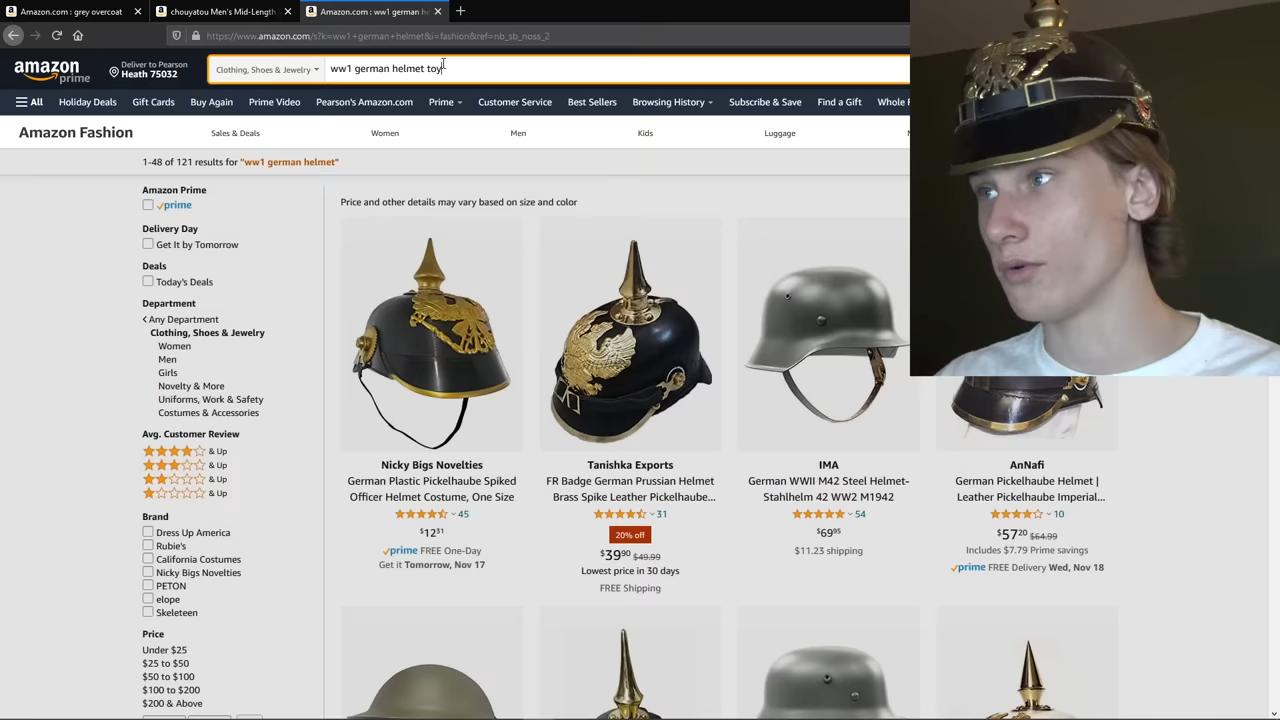 Amazon.com : grey overcoat
chouyatou Men's Mid-Length
Amazon.com : ww1 german he
https://www.amazon.com/s?k=ww1+german+helmet&i=fashion&ref=nb_sb_noss_2
amazon prime
Deliver to Pearson
Heath 75032
Clothing, Shoes & Jewelry
ww1 german helmet toy
All
Holiday Deals
Gift Cards
Buy Again
Prime Video
Pearson's Amazon.com
Prime
Customer Service
Best Sellers
Browsing History
Subscribe & Save
Find a Gift
Whole F
Amazon Fashion
Sales & Deals
Women
Men
Kids
Luggage
1-48 of 121 results for "ww1 german helmet"
Amazon Prime
prime
Delivery Day
Get It by Tomorrow
Deals
Today's Deals
Department
Any Department
Clothing, Shoes & Jewelry
Women
Men
Girls
Novelty & More
Uniforms, Work & Safety
Costumes & Accessories
Avg. Customer Review
& Up
& Up
& Up
& Up
Brand
Dress Up America
Rubie's
California Costumes
Nicky Bigs Novelties
PETON
elope
Skeleteen
Price
Under $25
$25 to $50
$50 to $100
$100 to $200
$200 & Above
Price and other details may vary based on size and color
Nicky Bigs Novelties
German Plastic Pickelhaube Spiked
Officer Helmet Costume, One Size
45
$12.31
prime FREE One-Day
Get it Tomorrow, Nov 17
Tanishka Exports
FR Badge German Prussian Helmet
Brass Spike Leather Pickelhaube...
31
20% off
$39.90 $49.99
Lowest price in 30 days
FREE Shipping
IMA
German WWII M42 Steel Helmet-
Stahlhelm 42 WW2 M1942
54
$69.95
$11.23 shipping
AnNafi
German Pickelhaube Helmet |
Leather Pickelhaube Imperial...
10
$57.20 $64.99
Includes $7.79 Prime savings
prime FREE Delivery Wed, Nov 18